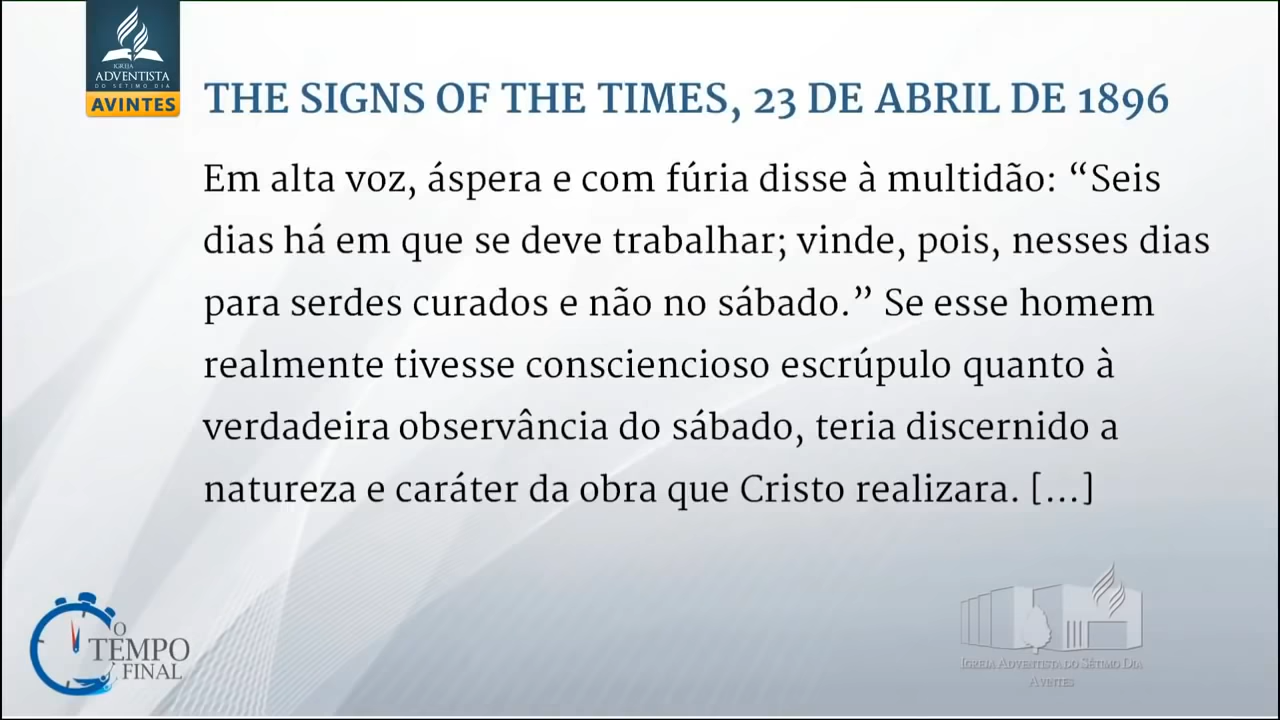 IGREJA
ADVENTISTA
DO SÉTIMO DIA
AVINTES
THE SIGNS OF THE TIMES, 23 DE ABRIL DE 1896
Em alta voz, áspera e com fúria disse à multidão: “Seis
dias há em que se deve trabalhar; vinde, pois, nesses dias
para serdes curados e não no sábado.” Se esse homem
realmente tivesse consciencioso escrúpulo quanto à
verdadeira observância do sábado, teria discernido a
natureza e caráter da obra que Cristo realizara. [...]
O
TEMPO
FINAL
IGREJA ADVENTISTA DO SÉTIMO DIA
AVINTES